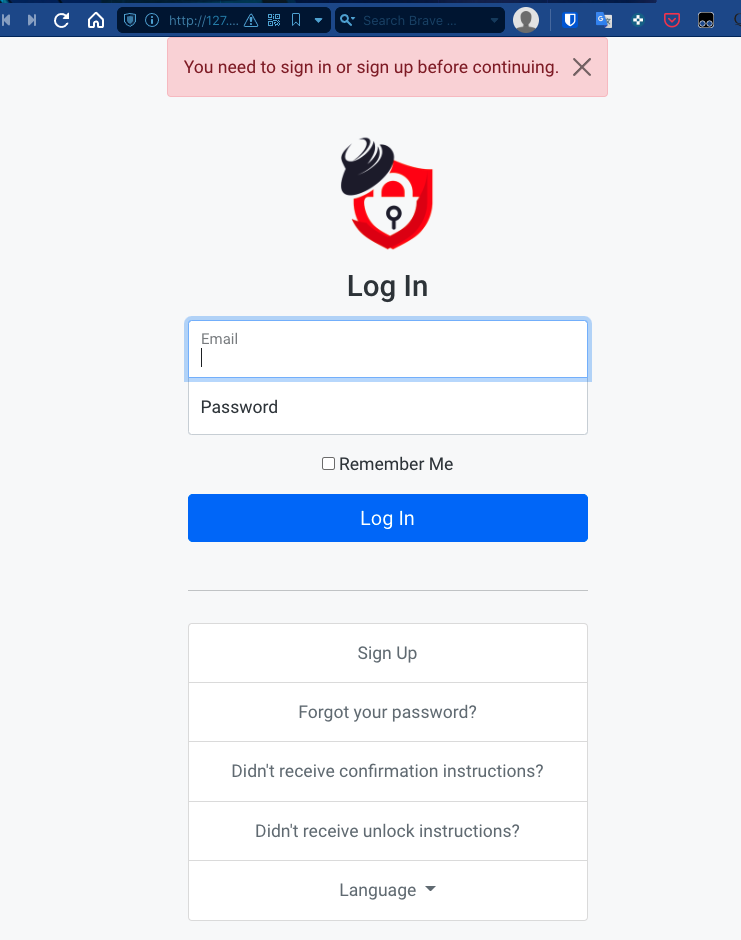 http://127....
Search Brave ...
You need to sign in or sign up before continuing.
Log In
Email
Password
Remember Me
Log In
Sign Up
Forgot your password?
Didn't receive confirmation instructions?
Didn't receive unlock instructions?
Language